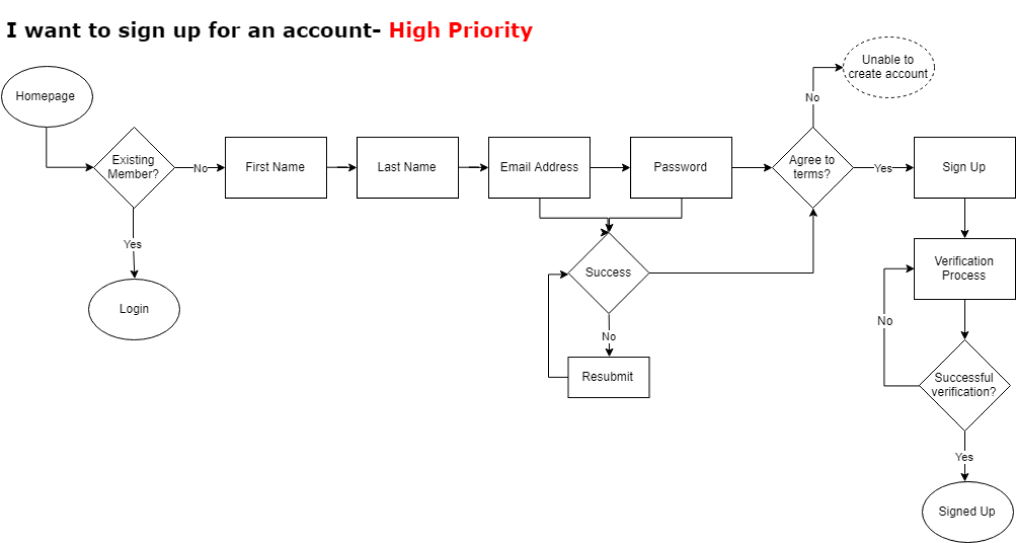 I want to sign up for an account- High Priority
Unable to
create account
Homepage
No
Existing
Member?
No
First Name
Last Name
Email Address
Password
Agree to
terms?
Yes
Sign Up
Yes
Login
Success
No
Resubmit
Verification
Process
No
Successful
verification?
Yes
Signed Up